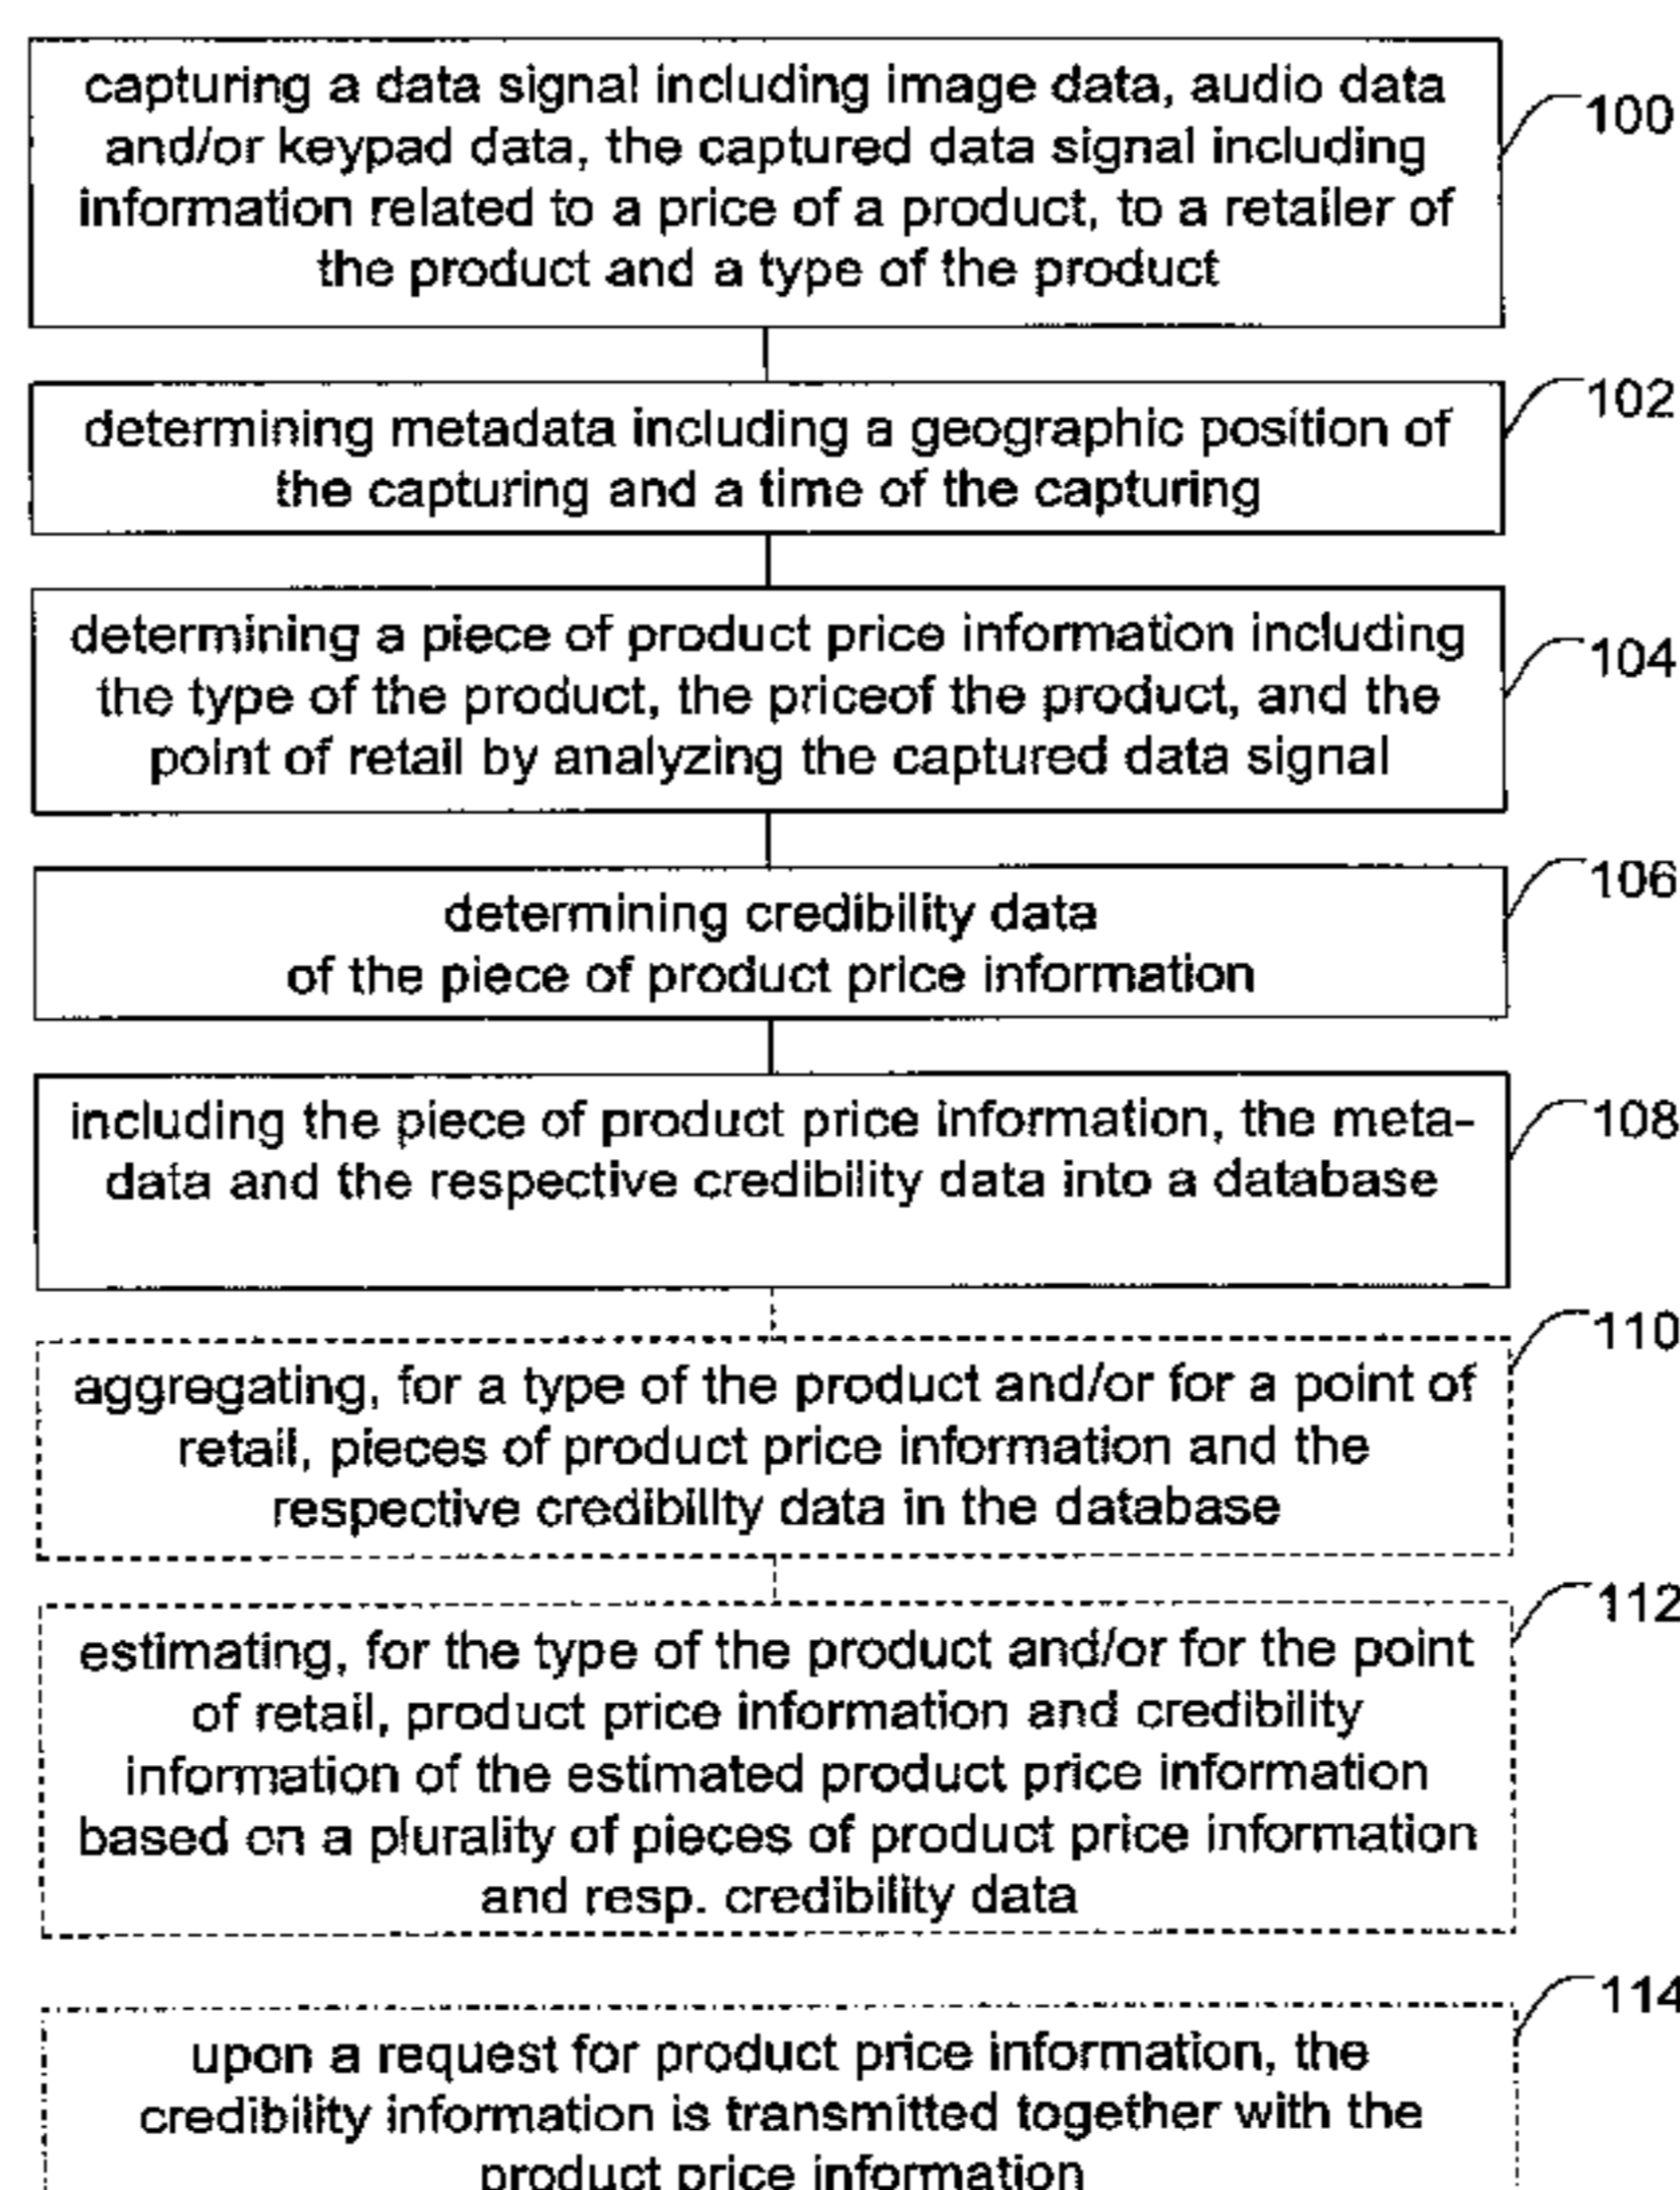 capturing a data signal including image data, audio data
and/or keypad data, the captured data signal including
information related to a price of a product, to a retailer of
the product and a type of the product
100
determining metadata including a geographic position of
the capturing and a time of the capturing
102
determining a piece of product price information including
the type of the product, the priceof the product, and the
point of retail by analyzing the captured data signal
104
determining credibility data
of the piece of product price information
106
including the piece of product price information, the meta-
data and the respective credibility data into a database
108
aggregating, for a type of the product and/or for a point of
retail, pieces of product price information and the
respective credibility data in the database
110
estimating, for the type of the product and/or for the point
of retail, product price information and credibility
information of the estimated product price information
based on a plurality of pieces of product price information
and resp. credibility data
112
upon a request for product price information, the
credibility information is transmitted together with the
product price information
114